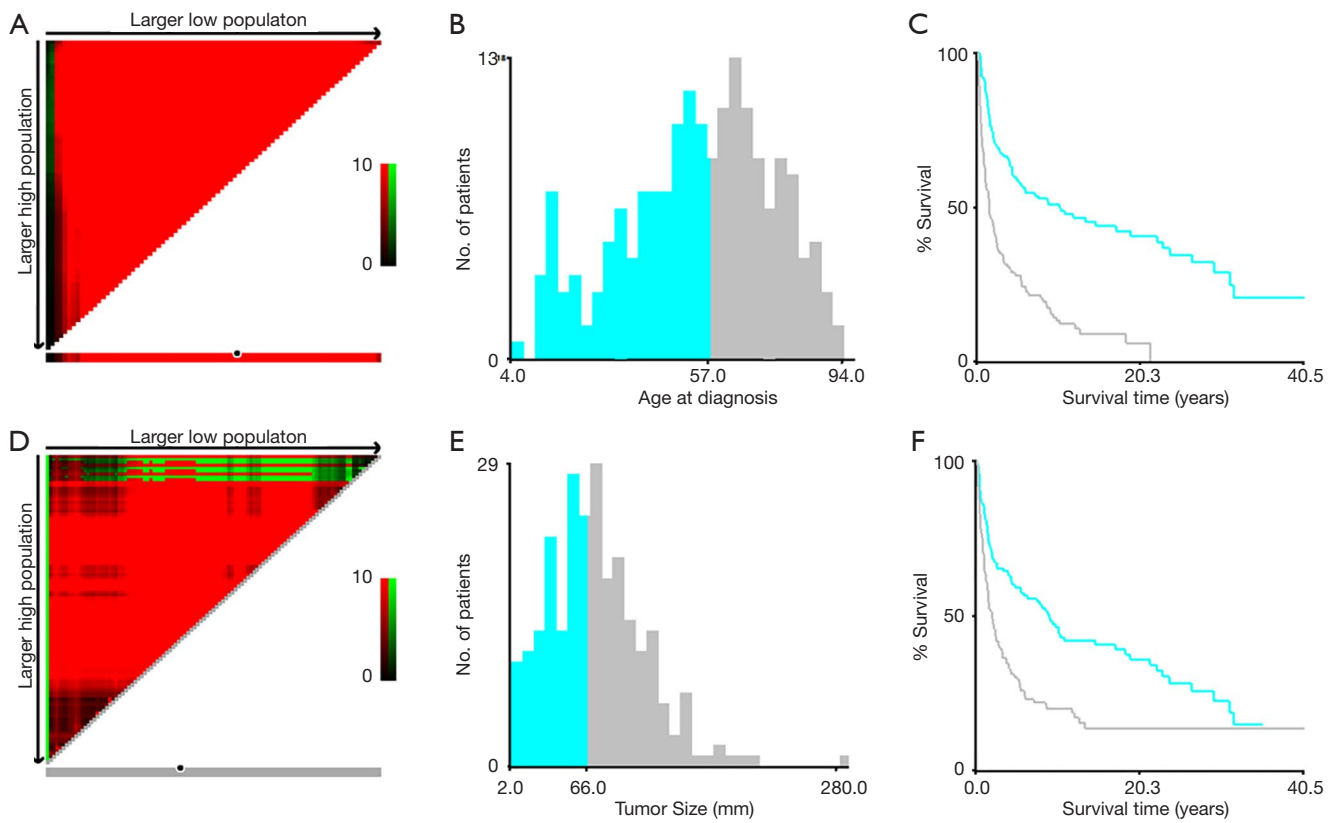 A
Larger low populaton
Larger high population
10
0
B
13
0
No. of patients
4.0 57.0 94.0
Age at diagnosis
C
100
50
0
% Survival
0.0 20.3 40.5
Survival time (years)
D
Larger low populaton
Larger high population
10
0
E
29
0
No. of patients
2.0 66.0 280.0
Tumor Size (mm)
F
100
50
0
% Survival
0.0 20.3 40.5
Survival time (years)